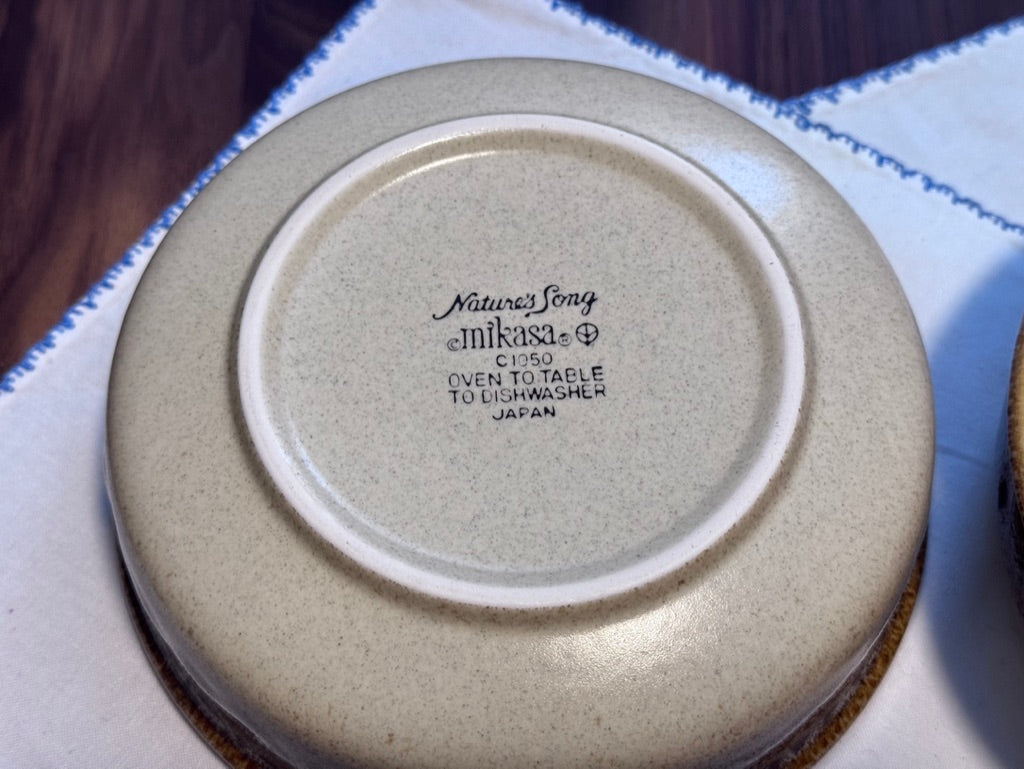 Nature's Song
©mikasa®
C1050
OVEN TO TABLE
TO DISHWASHER
JAPAN